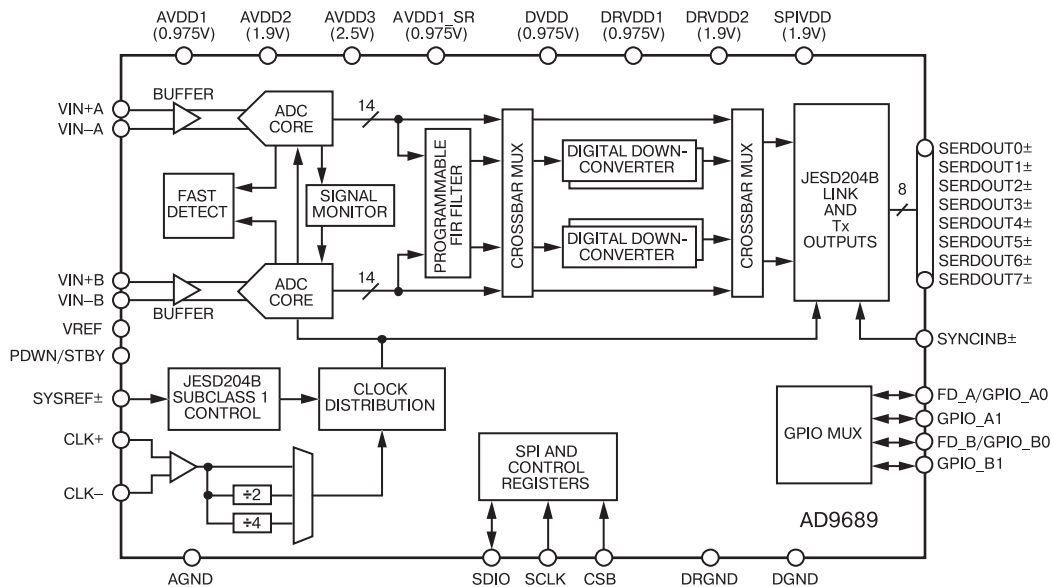 AVDD1 (0.975V)
AVDD2 (1.9V)
AVDD3 (2.5V)
AVDD1_SR (0.975V)
DVDD (0.975V)
DRVDD1 (0.975V)
DRVDD2 (1.9V)
SPIVDD (1.9V)
VIN+A
VIN–A
BUFFER
ADC
CORE
14
FAST
DETECT
SIGNAL
MONITOR
PROGRAMMABLE
FIR FILTER
CROSSBAR MUX
DIGITAL DOWN-
CONVERTER
DIGITAL DOWN-
CONVERTER
CROSSBAR MUX
JESD204B
LINK
AND
Tx
OUTPUTS
8
SERDOUT0±
SERDOUT1±
SERDOUT2±
SERDOUT3±
SERDOUT4±
SERDOUT5±
SERDOUT6±
SERDOUT7±
VIN+B
VIN–B
BUFFER
ADC
CORE
14
VREF
PDWN/STBY
SYSREF±
JESD204B
SUBCLASS 1
CONTROL
CLOCK
DISTRIBUTION
SYNCINB±
CLK+
CLK–
÷2
÷4
SPI AND
CONTROL
REGISTERS
GPIO MUX
FD_A/GPIO_A0
GPIO_A1
FD_B/GPIO_B0
GPIO_B1
AD9689
AGND
SDIO
SCLK
CSB
DRGND
DGND